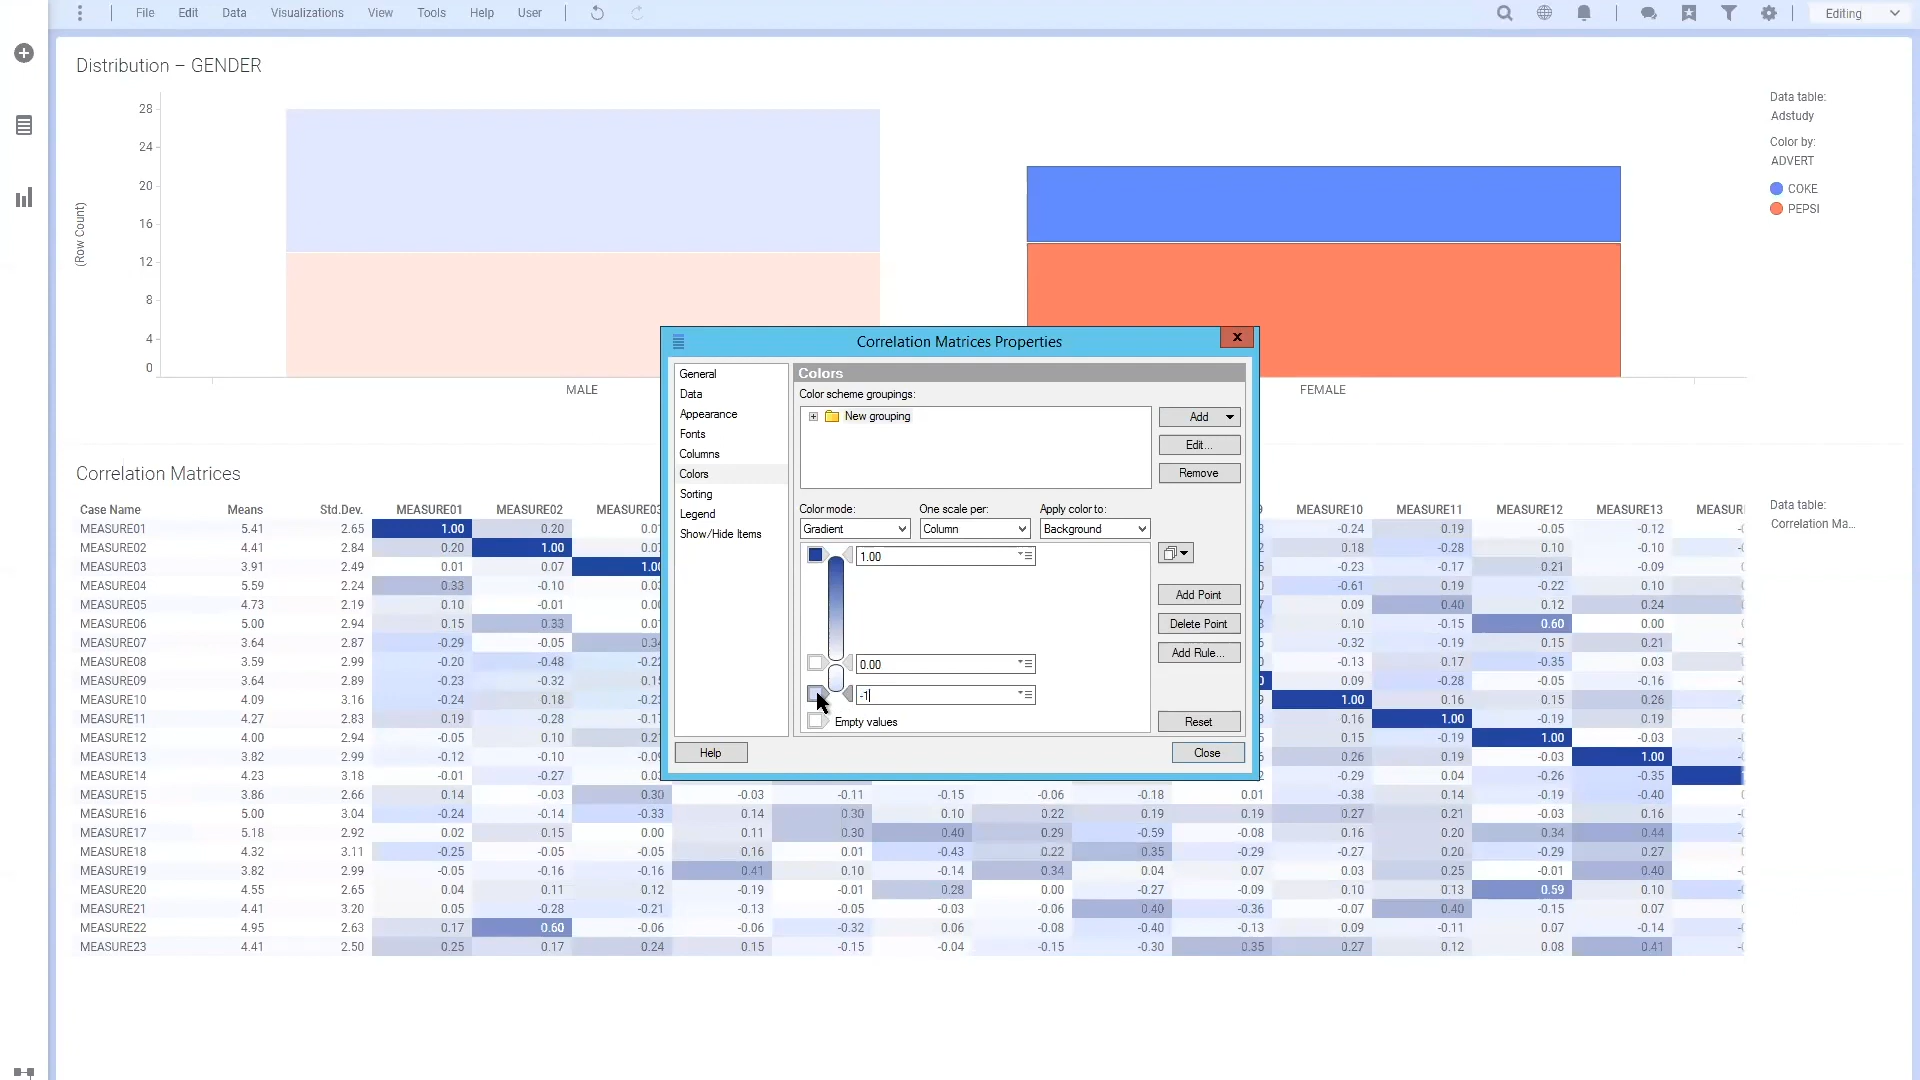 File Edit Data Visualizations View Tools Help User Editing
Distribution – GENDER
28
24
20
16
12
8
4
0
(Row Count)
MALE FEMALE
Data table:
Adstudy
Color by:
ADVERT
COKE
PEPSI
Correlation Matrices Properties
General
Data
Appearance
Fonts
Columns
Colors
Sorting
Legend
Show/Hide Items
Colors
Color scheme groupings:
New grouping
Add
Edit...
Remove
Color mode: One scale per: Apply color to:
Gradient Column Background
1.00
0.00
-1
Empty values
Add Point
Delete Point
Add Rule...
Reset
Help Close
Correlation Matrices
Case Name Means Std.Dev. MEASURE01 MEASURE02 MEASURE03 MEASURE10 MEASURE11 MEASURE12 MEASURE13 MEASUR
MEASURE01 5.41 2.65 1.00 0.20 0.01 -0.24 0.19 -0.05 -0.12
MEASURE02 4.41 2.84 0.20 1.00 0.07 0.18 -0.28 0.10 -0.10
MEASURE03 3.91 2.49 0.01 0.07 1.00 -0.23 -0.17 0.21 -0.09
MEASURE04 5.59 2.24 0.33 -0.10 0.03 -0.61 0.19 -0.22 0.10
MEASURE05 4.73 2.19 0.10 -0.01 0.00 0.09 0.40 0.12 0.24
MEASURE06 5.00 2.94 0.15 0.33 0.01 0.10 -0.15 0.60 0.00
MEASURE07 3.64 2.87 -0.29 -0.05 0.34 -0.32 -0.19 0.15 0.21
MEASURE08 3.59 2.99 -0.20 -0.48 -0.22 -0.13 0.17 -0.35 0.03
MEASURE09 3.64 2.89 -0.23 -0.32 0.15 0.01 -0.28 -0.05 -0.16
MEASURE10 4.09 3.16 -0.24 0.18 -0.23 1.00 0.16 0.15 0.26
MEASURE11 4.27 2.83 0.19 -0.28 -0.17 0.16 1.00 -0.19 0.19
MEASURE12 4.00 2.94 -0.05 0.10 0.21 0.15 -0.19 1.00 -0.03
MEASURE13 3.82 2.99 -0.12 -0.10 -0.09 0.26 0.19 -0.03 1.00
MEASURE14 4.23 3.18 -0.01 -0.27 0.03 -0.29 0.04 -0.26 -0.35
MEASURE15 3.86 2.66 0.14 -0.03 0.30 -0.03 -0.11 -0.15 -0.06 -0.18 0.01 -0.38 0.14 -0.19 -0.40
MEASURE16 5.00 3.04 -0.24 -0.14 -0.33 0.14 0.30 0.10 0.22 0.19 0.19 0.27 0.21 -0.03 0.16
MEASURE17 5.18 2.92 0.02 0.15 0.00 0.11 0.30 0.40 0.29 -0.59 -0.08 0.16 0.20 0.34 0.44
MEASURE18 4.32 3.11 -0.25 -0.05 -0.05 0.16 0.01 -0.43 0.22 0.35 -0.29 -0.27 0.20 -0.29 0.27
MEASURE19 3.82 2.99 -0.05 -0.16 -0.16 0.41 0.10 -0.14 0.34 0.04 0.07 0.03 0.25 -0.01 0.40
MEASURE20 4.55 2.65 0.04 0.11 0.12 -0.19 -0.01 0.28 0.00 -0.27 -0.09 0.10 0.13 0.59 0.10
MEASURE21 4.41 3.20 0.05 -0.28 -0.21 -0.13 -0.05 -0.03 -0.06 0.40 -0.36 -0.07 0.40 -0.15 0.07
MEASURE22 4.95 2.63 0.17 0.60 -0.06 -0.06 -0.32 0.06 -0.08 -0.40 -0.13 0.09 -0.11 0.07 -0.14
MEASURE23 4.41 2.50 0.25 0.17 0.24 0.15 -0.15 -0.04 -0.15 -0.30 0.35 0.27 0.12 0.08 0.41
Data table:
Correlation Ma...